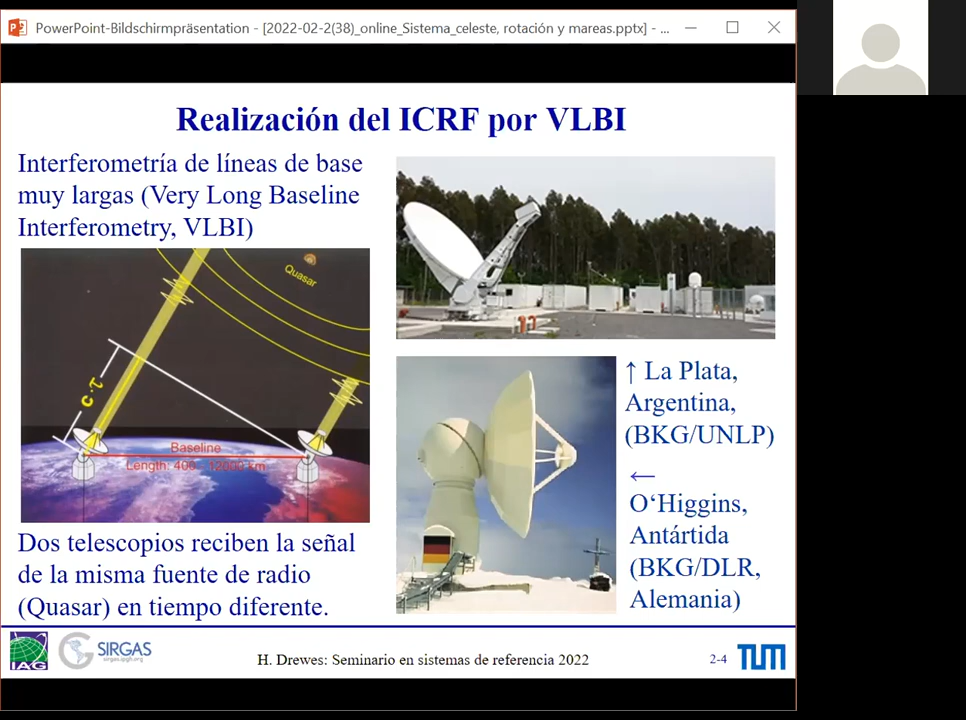 PowerPoint-Bildschirmpräsentation - [2022-02-2(38)_online_Sistema_celeste, rotación y mareas.pptx] - ...
Realización del ICRF por VLBI
Interferometría de líneas de base
muy largas (Very Long Baseline
Interferometry, VLBI)
Quasar
τ·c
Baseline
Length: 400 - 12000 km
Dos telescopios reciben la señal
de la misma fuente de radio
(Quasar) en tiempo diferente.
↑ La Plata,
Argentina,
(BKG/UNLP)
←
O‘Higgins,
Antártida
(BKG/DLR,
Alemania)
IAG
SIRGAS
sirgas.ipgh.org
H. Drewes: Seminario en sistemas de referencia 2022
2-4
TUM